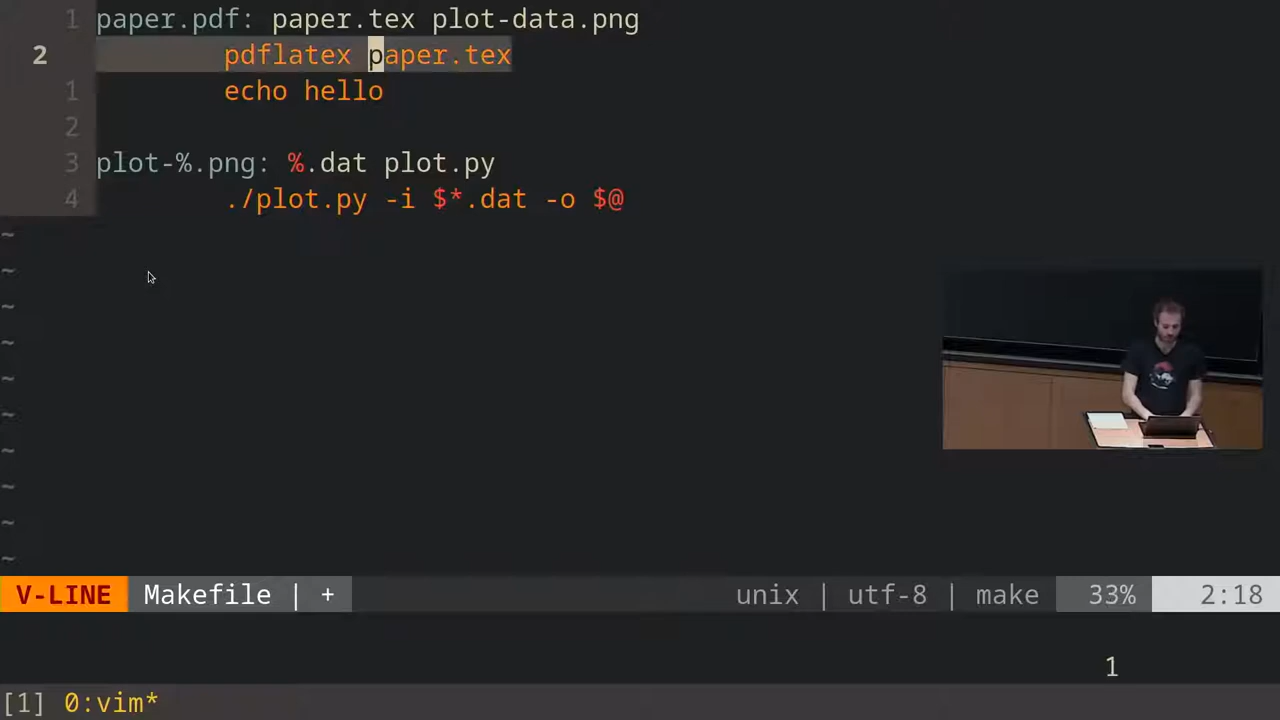 1 paper.pdf: paper.tex plot-data.png
2 pdflatex paper.tex
1 echo hello
2
3 plot-%.png: %.dat plot.py
4 ./plot.py -i $*.dat -o $@
~
~
~
~
~
~
~
~
~
~
V-LINE Makefile | + unix | utf-8 | make 33% 2:18
1
[1] 0:vim*